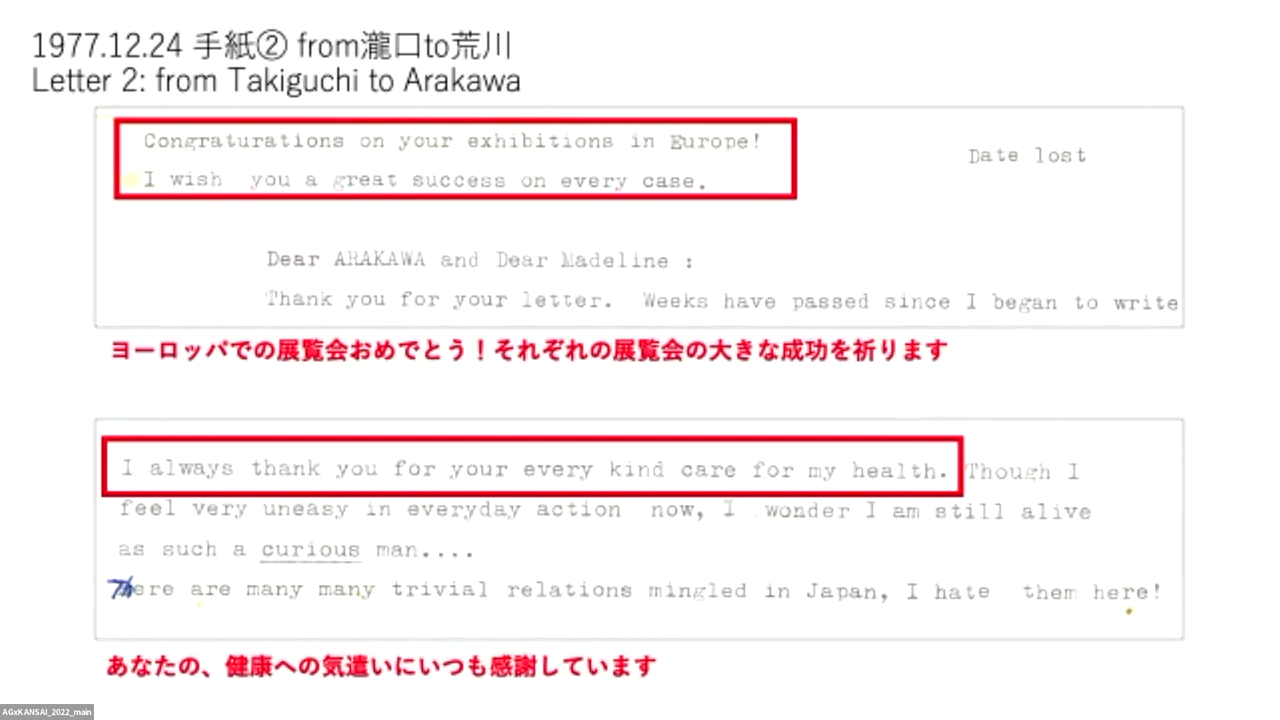 1977.12.24 手紙② from瀧口to荒川
Letter 2: from Takiguchi to Arakawa
Congraturations on your exhibitions in Europe!
Date lost
I wish you a great success on every case.
Dear ARAKAWA and Dear Madeline :
Thank you for your letter. Weeks have passed since I began to write
ヨーロッパでの展覧会おめでとう！それぞれの展覧会の大きな成功を祈ります
I always thank you for your every kind care for my health. Though I
feel very uneasy in everyday action now, I wonder I am still alive
as such a curious man....
There are many many trivial relations mingled in Japan, I hate them here!
あなたの、健康への気遣いにいつも感謝しています
AGxKANSAI_2022_main